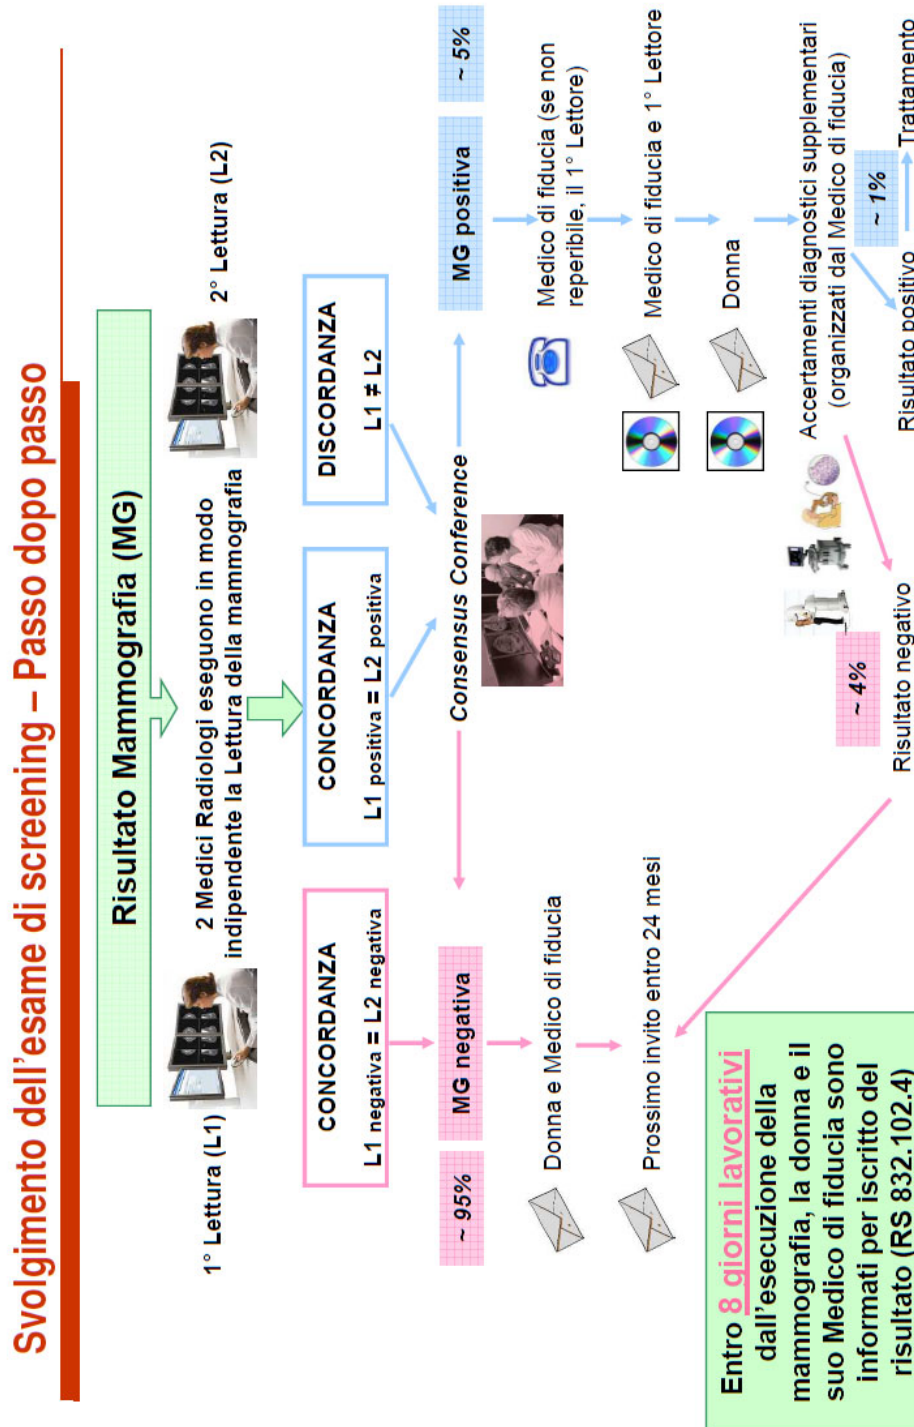 Svolgimento dell'esame di screening – Passo dopo passo
Risultato Mammografia (MG)
1° Lettura (L1)
2 Medici Radiologi eseguono in modo
indipendente la Lettura della mammografia
2° Lettura (L2)
CONCORDANZA
L1 negativa = L2 negativa
CONCORDANZA
L1 positiva = L2 positiva
DISCORDANZA
L1 ≠ L2
Consensus Conference
~ 95%
MG negativa
MG positiva
~ 5%
Donna e Medico di fiducia
Prossimo invito entro 24 mesi
Medico di fiducia (se non
reperibile, il 1° Lettore)
Medico di fiducia e 1° Lettore
Donna
Accertamenti diagnostici supplementari
(organizzati dal Medico di fiducia)
~ 4%
~ 1%
Risultato negativo
Risultato positivo
Trattamento
Entro 8 giorni lavorativi
dall'esecuzione della
mammografia, la donna e il
suo Medico di fiducia sono
informati per iscritto del
risultato (RS 832.102.4)